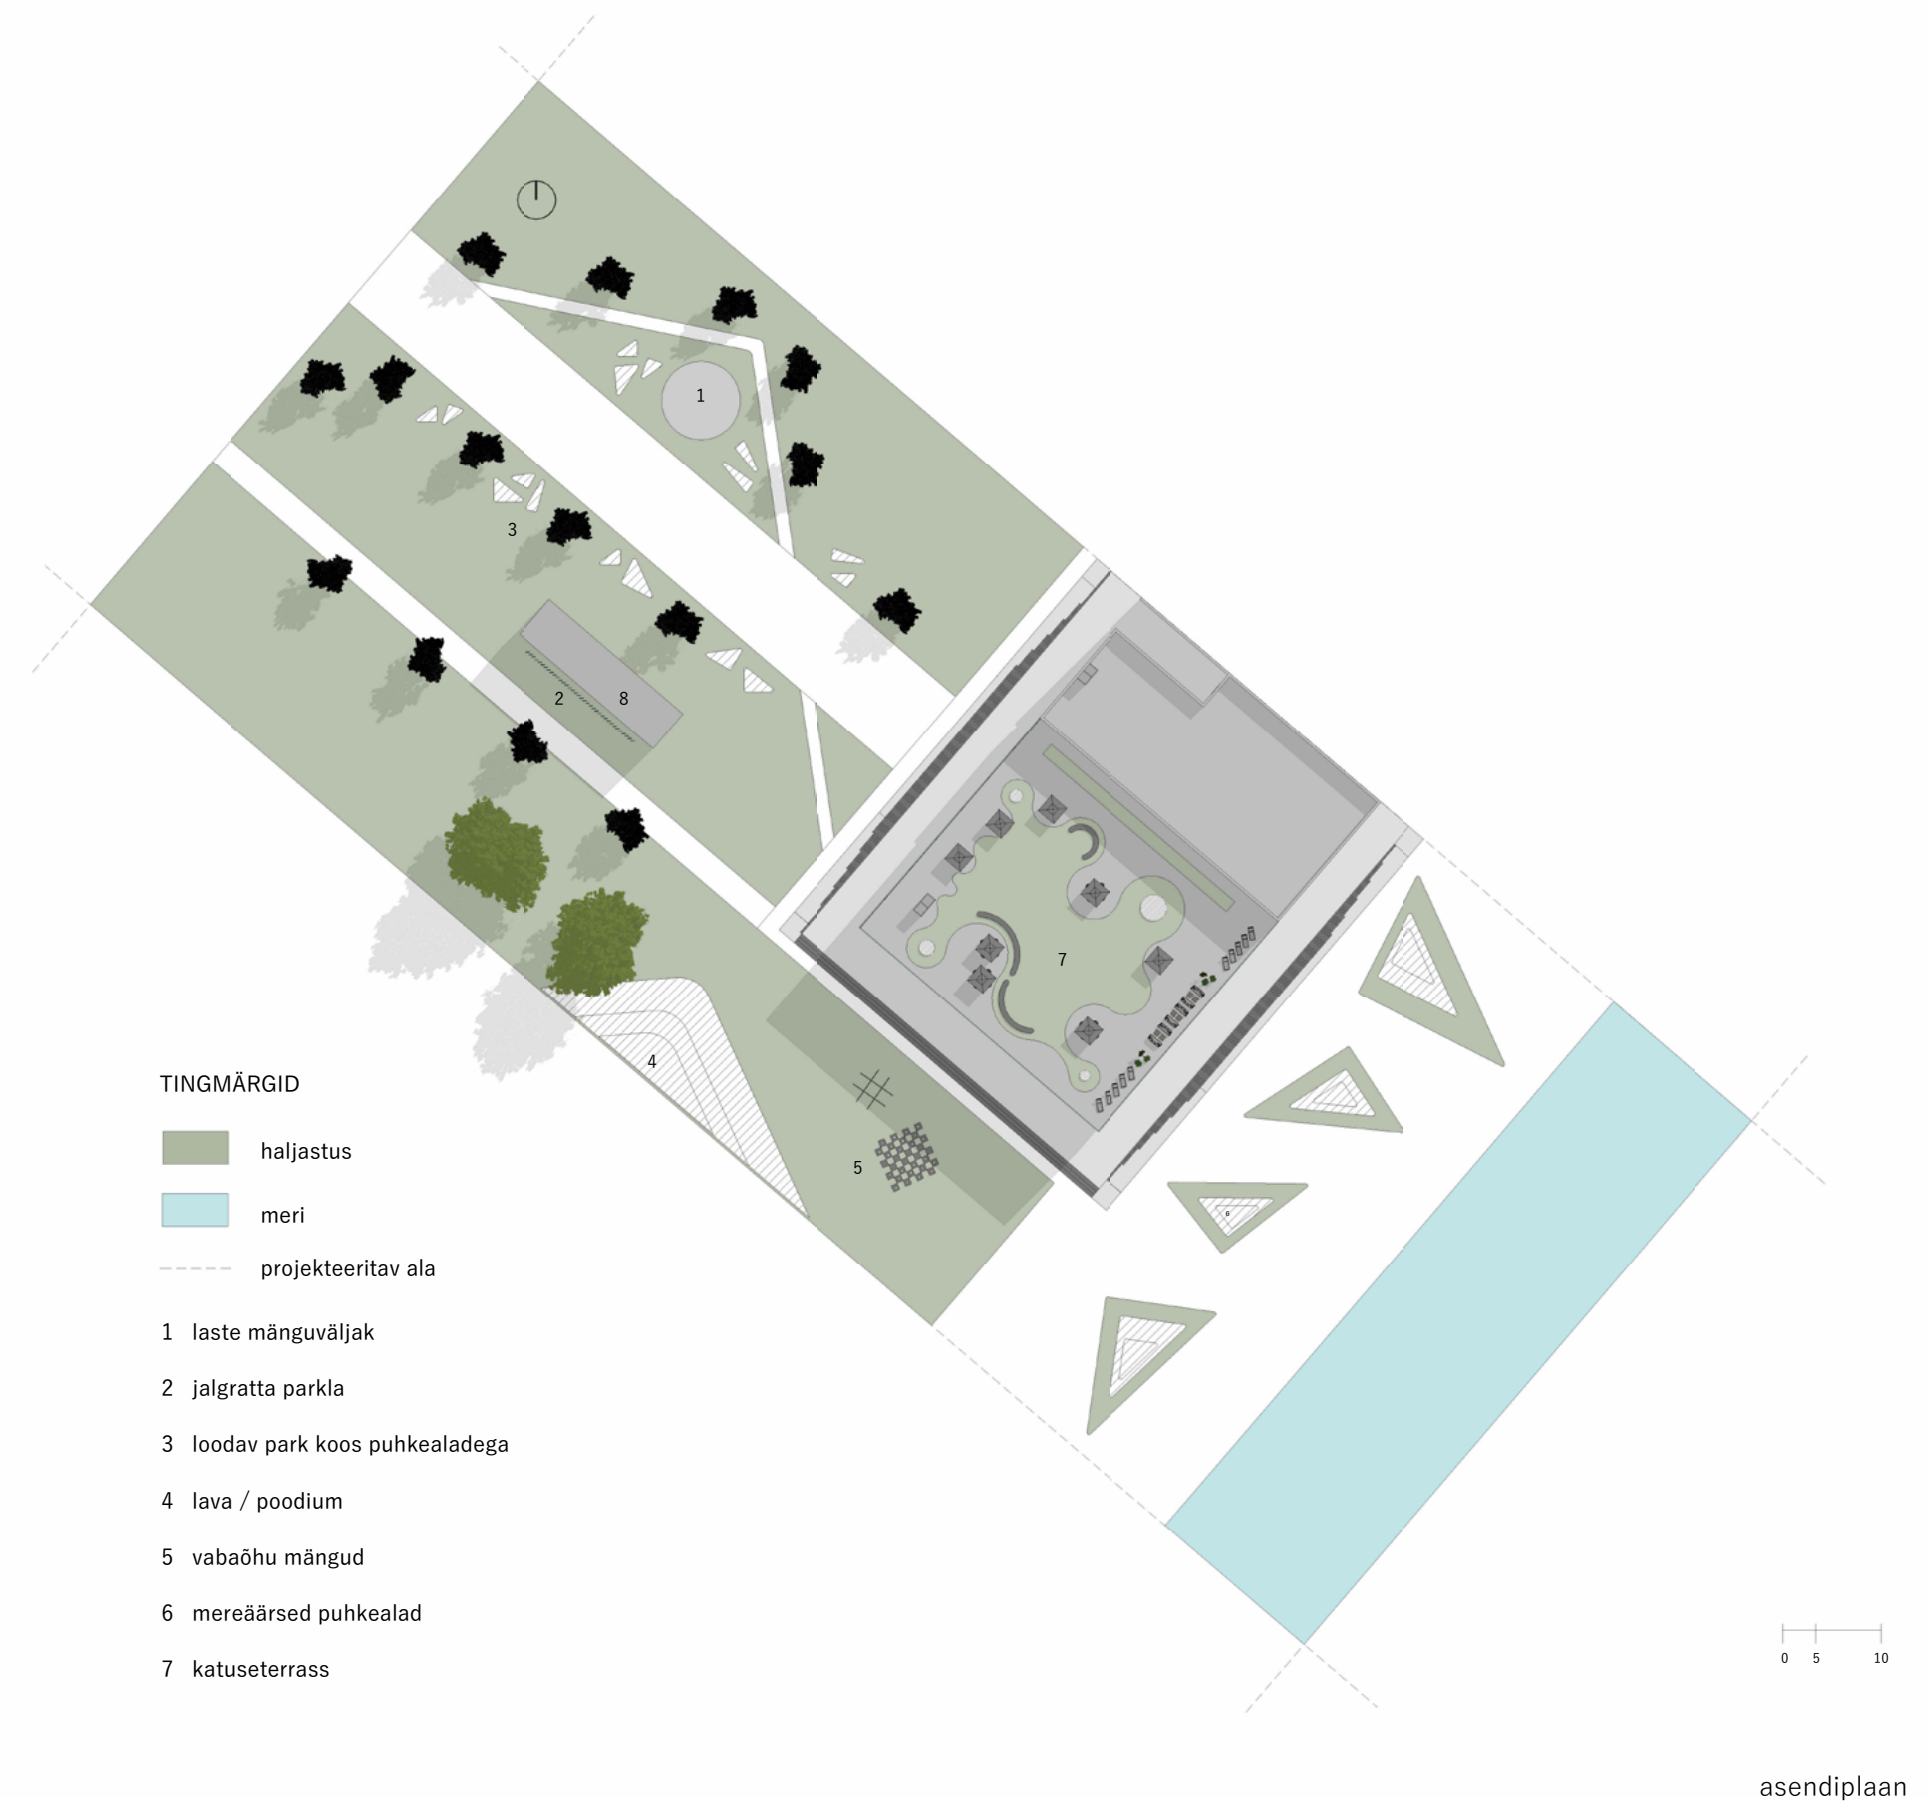 1
3
2
8
7
4
5
6
TINGMÄRGID
haljastus
meri
projekteeritav ala
1 laste mänguväljak
2 jalgratta parkla
3 loodav park koos puhkealadega
4 lava / poodium
5 vabaõhu mängud
6 mereäärsed puhkealad
7 katuseterrass
0 5 10
asendiplaan